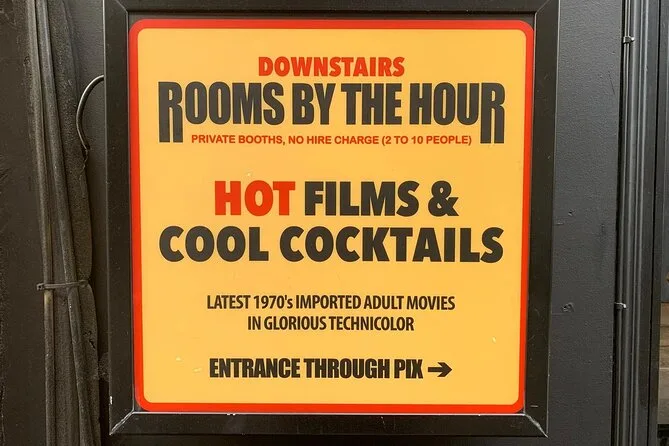 DOWNSTAIRS
ROOMS BY THE HOUR
PRIVATE BOOTHS, NO HIRE CHARGE (2 TO 10 PEOPLE)
HOT FILMS &
COOL COCKTAILS
LATEST 1970's IMPORTED ADULT MOVIES
IN GLORIOUS TECHNICOLOR
ENTRANCE THROUGH PIX →